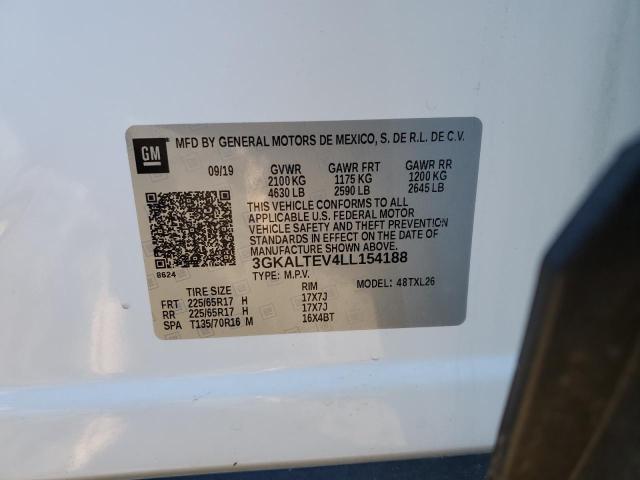 GM MFD BY GENERAL MOTORS DE MEXICO, S. DE R.L. DE C.V.
09/19 GVWR GAWR FRT GAWR RR
2100 KG 1175 KG 1200 KG
4630 LB 2590 LB 2645 LB
THIS VEHICLE CONFORMS TO ALL
APPLICABLE U.S. FEDERAL MOTOR
VEHICLE SAFETY AND THEFT PREVENTION
STANDARDS IN EFFECT ON THE DATE OF
MANUFACTURE SHOWN ABOVE.
3GKALTEV4LL154188
8624 TYPE: M.P.V. MODEL: 48TXL26
TIRE SIZE RIM
FRT 225/65R17 H 17X7J
RR 225/65R17 H 17X7J
SPA T135/70R16 M 16X4BT